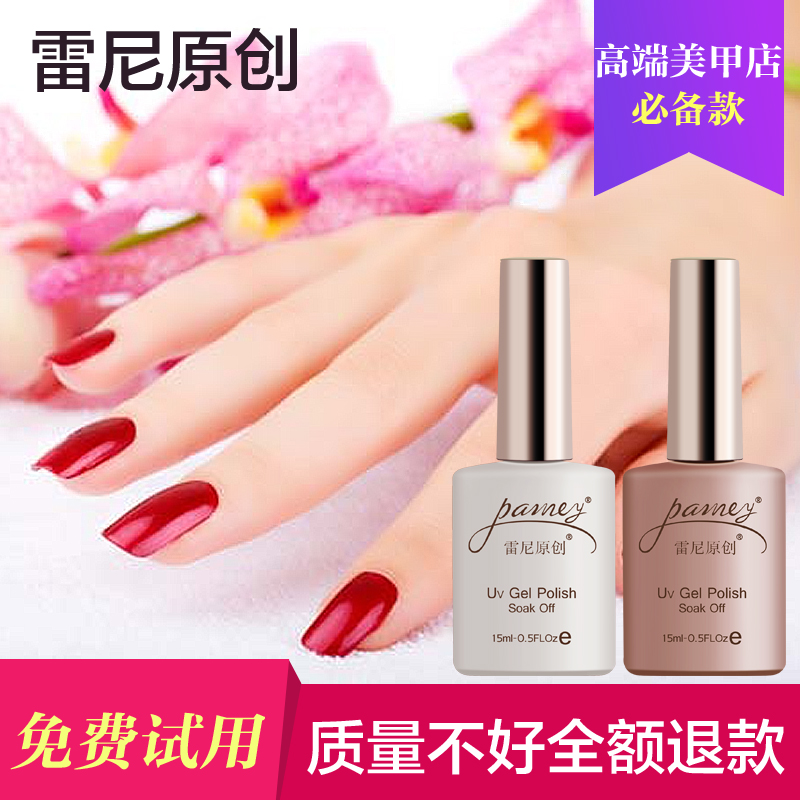 雷尼原创
高端美甲店
必备款
pamey®
雷尼原创®
Uv Gel Polish
Soak Off
15ml-0.5FLOze
pamey®
雷尼原创®
Uv Gel Polish
Soak Off
15ml-0.5FLOze
免费试用
质量不好全额退款